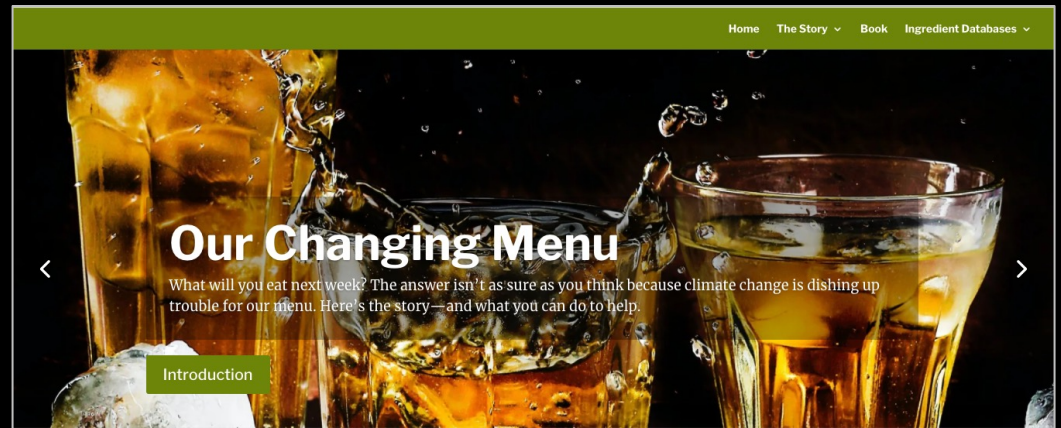 Home The Story Book Ingredient Databases
Our Changing Menu
What will you eat next week? The answer isn't as sure as you think because climate change is dishing up
trouble for our menu. Here's the story—and what you can do to help.
Introduction